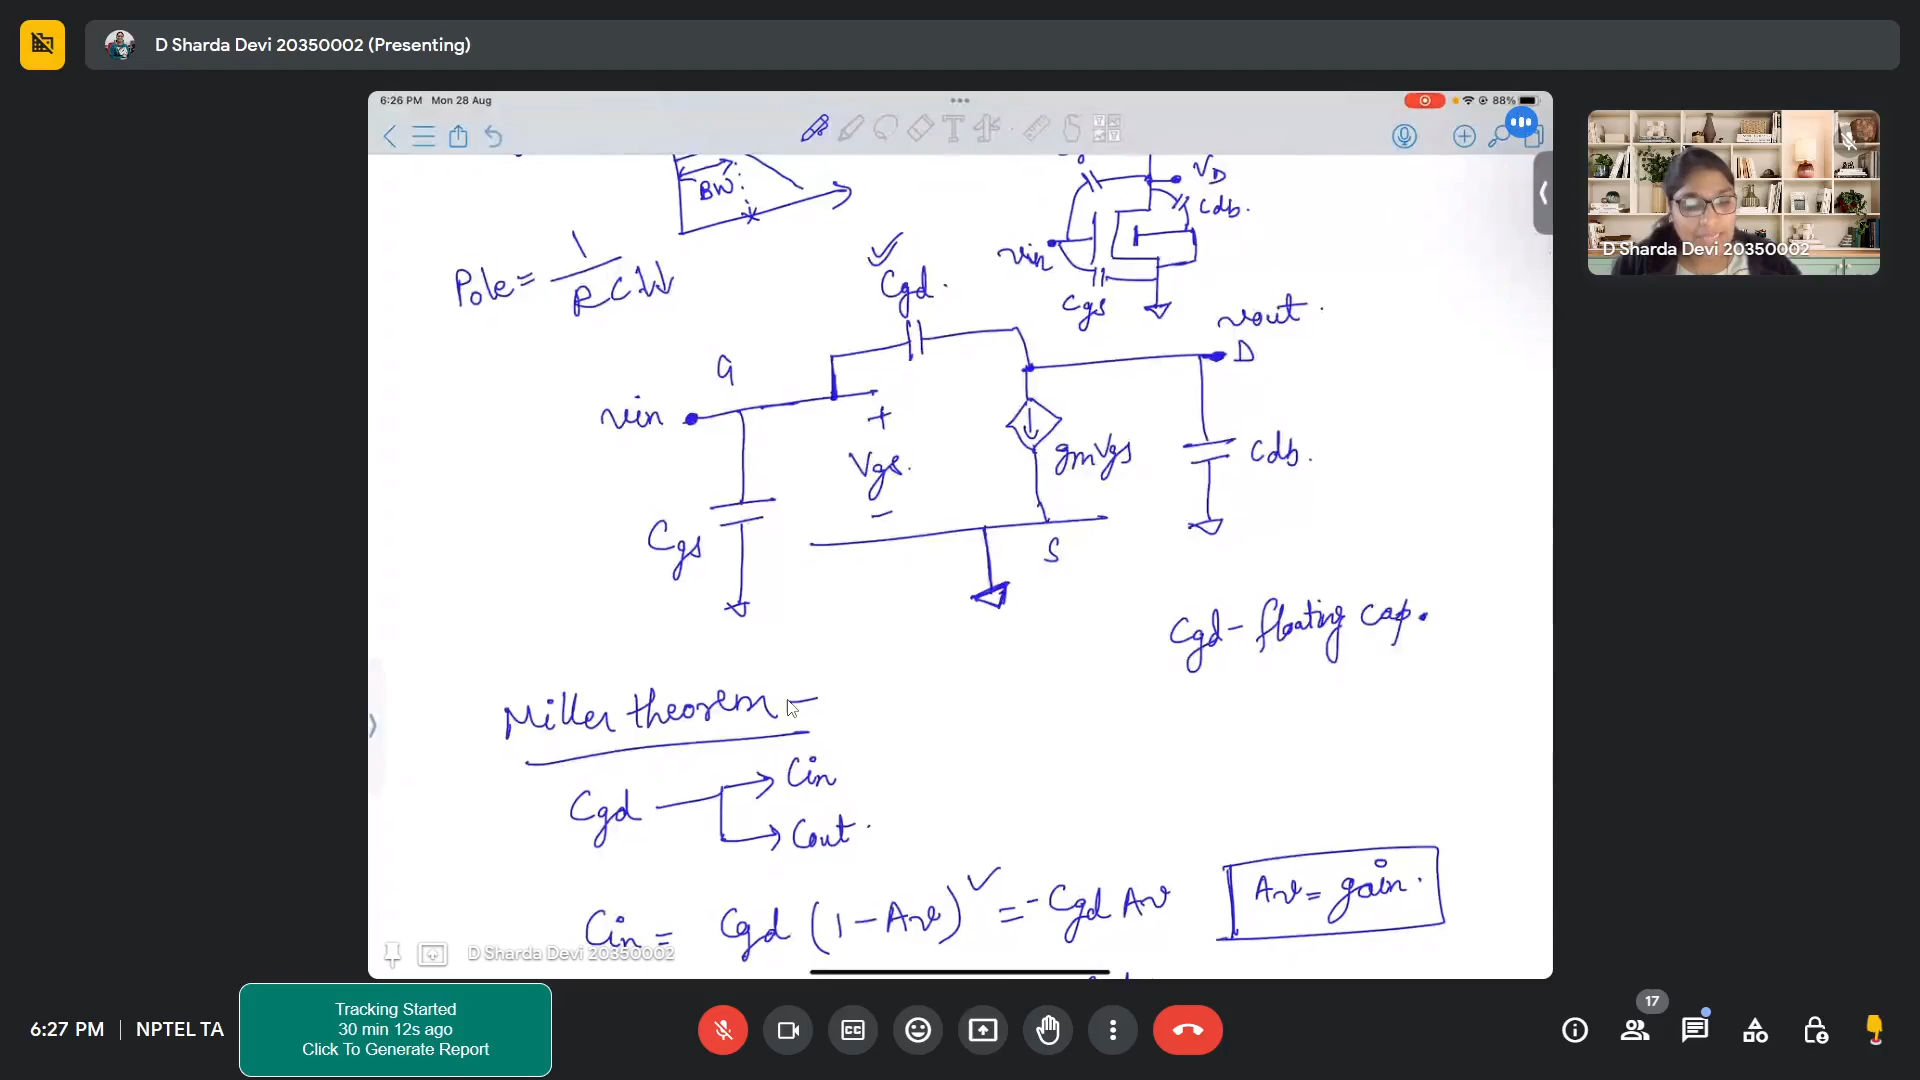 D Sharda Devi 20350002 (Presenting)
6:26 PM Mon 28 Aug
88%
BW
VD
Cdb.
vin
Cgs
Pole = 1/RCW
Cgd.
vout.
D
G
vin
+
Vgs.
-
gmVgs
Cdb.
Cgs
S
Cgd - floating cap.
Miller theorem -
Cgd
Cin
Cout.
Cin = Cgd (1 - Av) = - Cgd Av
Av = gain.
D Sharda Devi 20350002
D Sharda Devi 20350002
6:27 PM | NPTEL TA
Tracking Started
30 min 12s ago
Click To Generate Report
CC
17